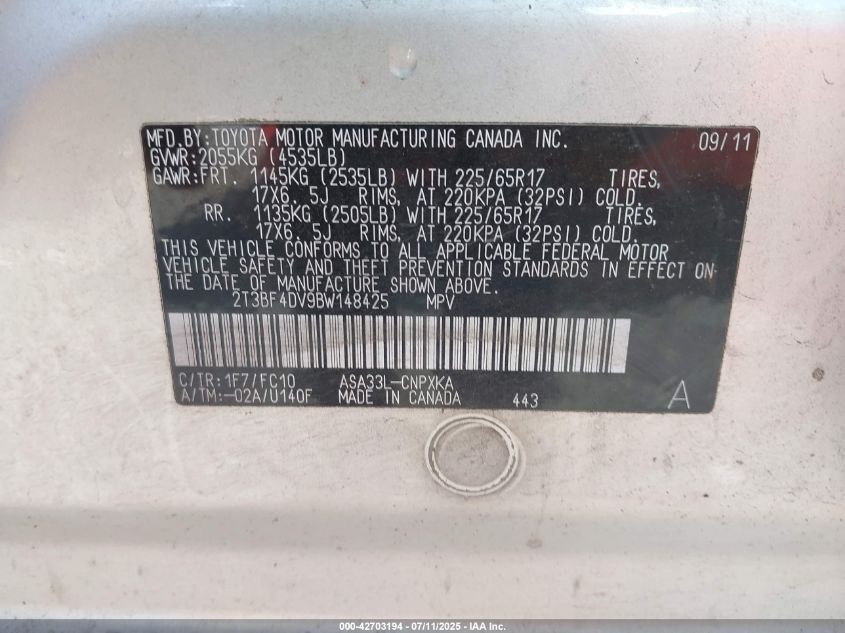 MFD.BY:TOYOTA MOTOR MANUFACTURING CANADA INC. 09/11
GVWR:2055KG (4535LB)
GAWR:FRT. 1145KG (2535LB) WITH 225/65R17 TIRES,
17X6. 5J RIMS, AT 220KPA (32PSI) COLD.
RR. 1135KG (2505LB) WITH 225/65R17 TIRES,
17X6. 5J RIMS, AT 220KPA (32PSI) COLD.
THIS VEHICLE CONFORMS TO ALL APPLICABLE FEDERAL MOTOR
VEHICLE SAFETY AND THEFT PREVENTION STANDARDS IN EFFECT ON
THE DATE OF MANUFACTURE SHOWN ABOVE.
2T3BF4DV9BW148425 MPV
C/TR:1F7/FC10 ASA33L-CNPXKA
A/TM:-02A/U140F MADE IN CANADA 443 A
000-42703194 - 07/11/2025 - IAA Inc.